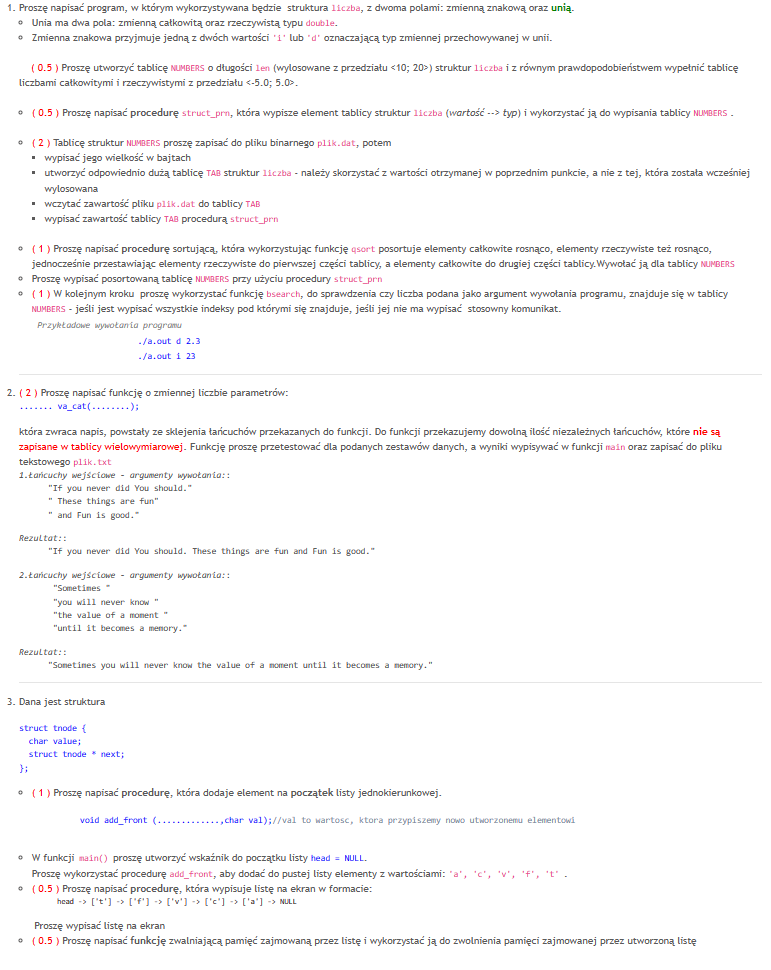 1. Proszę napisać program, w którym wykorzystywana będzie struktura liczba, z dwoma polami: zmienną znakową oraz unią.
Unia ma dwa pola: zmienną całkowitą oraz rzeczywistą typu double.
Zmienna znakowa przyjmuje jedną z dwóch wartości 'i' lub 'd' oznaczającą typ zmiennej przechowywanej w unii.
( 0.5 ) Proszę utworzyć tablicę NUMBERS o długości len (wylosowane z przedziału <10; 20>) struktur liczba i z równym prawdopodobieństwem wypełnić tablicę
liczbami całkowitymi i rzeczywistymi z przedziału <-5.0; 5.0>.
( 0.5 ) Proszę napisać procedurę struct_prn, która wypisze element tablicy struktur liczba (wartość --> typ) i wykorzystać ją do wypisania tablicy NUMBERS .
( 2 ) Tablicę struktur NUMBERS proszę zapisać do pliku binarnego plik.dat, potem
wypisać jego wielkość w bajtach
utworzyć odpowiednio dużą tablicę TAB struktur liczba - należy skorzystać z wartości otrzymanej w poprzednim punkcie, a nie z tej, która została wcześniej
wylosowana
wczytać zawartość pliku plik.dat do tablicy TAB
wypisać zawartość tablicy TAB procedurą struct_prn
( 1 ) Proszę napisać procedurę sortującą, która wykorzystując funkcję qsort posortuje elementy całkowite rosnąco, elementy rzeczywiste też rosnąco,
jednocześnie przestawiając elementy rzeczywiste do pierwszej części tablicy, a elementy całkowite do drugiej części tablicy.Wywołać ją dla tablicy NUMBERS
Proszę wypisać posortowaną tablicę NUMBERS przy użyciu procedury struct_prn
( 1 ) W kolejnym kroku proszę wykorzystać funkcję bsearch, do sprawdzenia czy liczba podana jako argument wywołania programu, znajduje się w tablicy
NUMBERS - jeśli jest wypisać wszystkie indeksy pod którymi się znajduje, jeśli jej nie ma wypisać stosowny komunikat.
Przykładowe wywołania programu
./a.out d 2.3
./a.out i 23
2. ( 2 ) Proszę napisać funkcję o zmiennej liczbie parametrów:
....... va_cat(........);
która zwraca napis, powstały ze sklejenia łańcuchów przekazanych do funkcji. Do funkcji przekazujemy dowolną ilość niezależnych łańcuchów, które nie są
zapisane w tablicy wielowymiarowej. Funkcję proszę przetestować dla podanych zestawów danych, a wyniki wypisywać w funkcji main oraz zapisać do pliku
tekstowego plik.txt
1.Łańcuchy wejściowe - argumenty wywołania::
"If you never did You should."
" These things are fun"
" and Fun is good."
Rezultat::
"If you never did You should. These things are fun and Fun is good."
2.Łańcuchy wejściowe - argumenty wywołania::
"Sometimes "
"you will never know "
"the value of a moment "
"until it becomes a memory."
Rezultat::
"Sometimes you will never know the value of a moment until it becomes a memory."
3. Dana jest struktura
struct tnode {
char value;
struct tnode * next;
};
( 1 ) Proszę napisać procedurę, która dodaje element na początek listy jednokierunkowej.
void add_front (.............,char val);//val to wartosc, ktora przypiszemy nowo utworzonemu elementowi
W funkcji main() proszę utworzyć wskaźnik do początku listy head = NULL.
Proszę wykorzystać procedurę add_front, aby dodać do pustej listy elementy z wartościami: 'a', 'c', 'v', 'f', 't' .
( 0.5 ) Proszę napisać procedurę, która wypisuje listę na ekran w formacie:
head -> ['t'] -> ['f'] -> ['v'] -> ['c'] -> ['a'] -> NULL
Proszę wypisać listę na ekran
( 0.5 ) Proszę napisać funkcję zwalniającą pamięć zajmowaną przez listę i wykorzystać ją do zwolnienia pamięci zajmowanej przez utworzoną listę